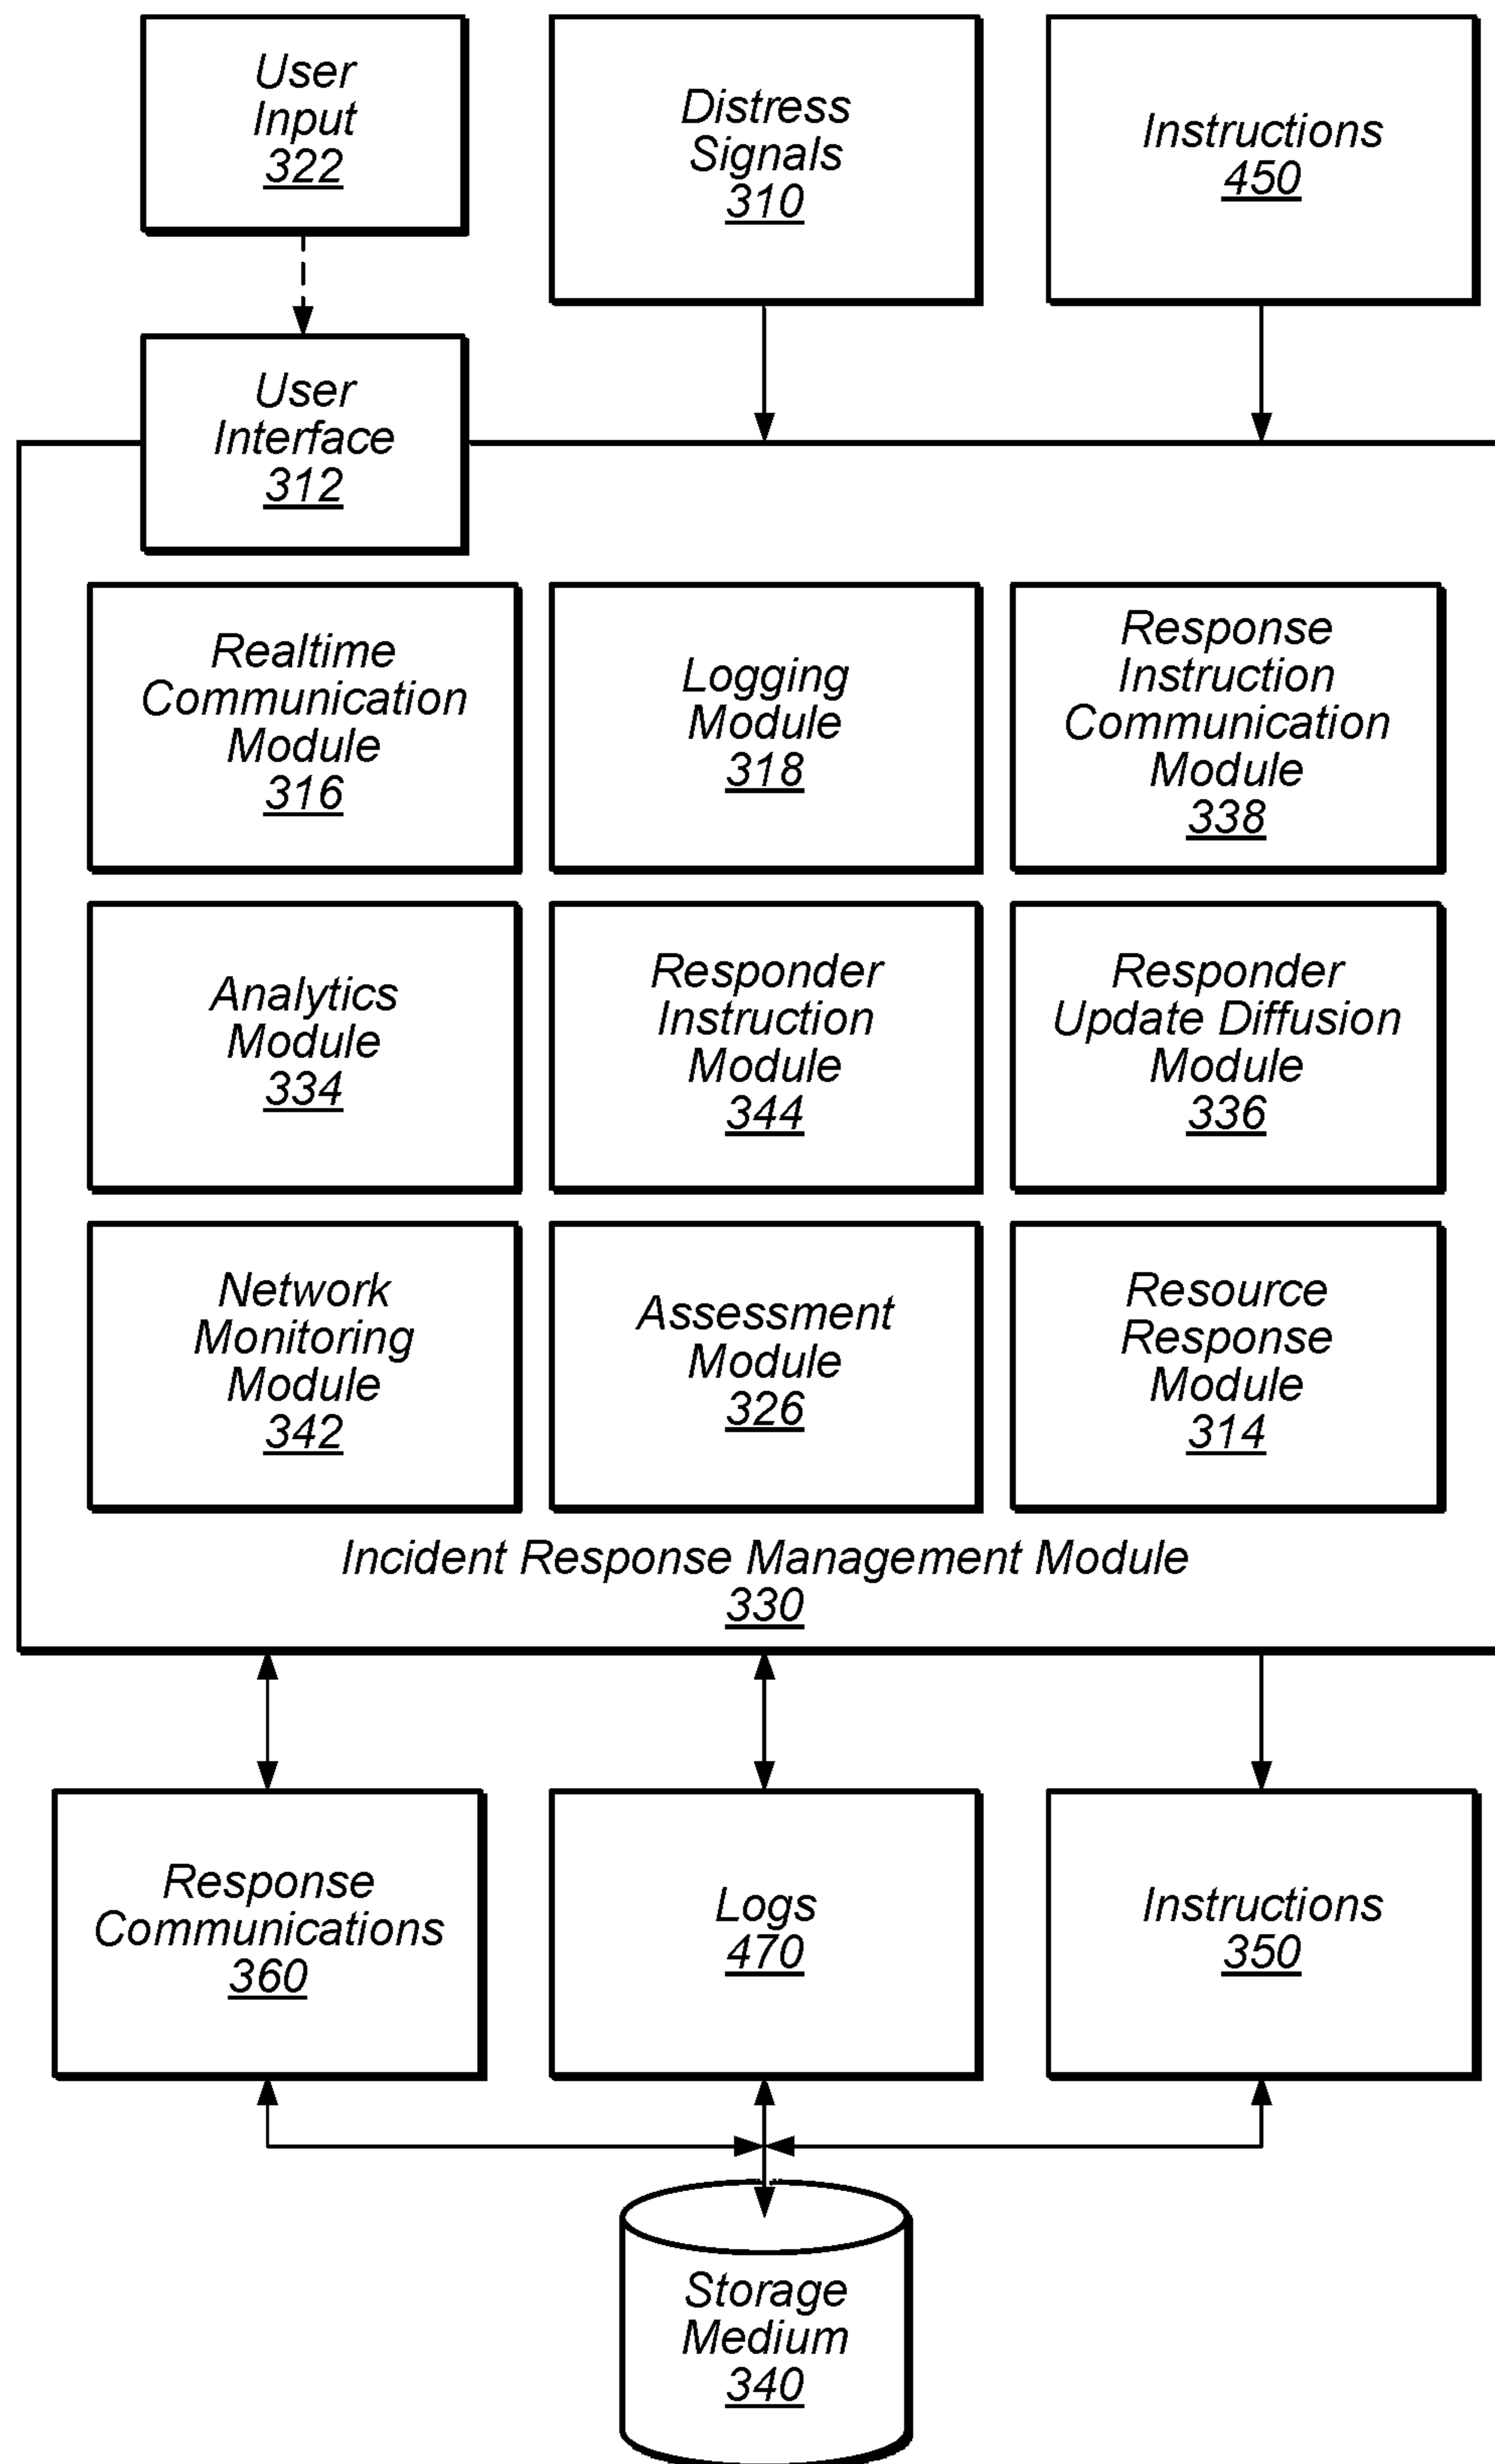 User
Input
322
Distress
Signals
310
Instructions
450
User
Interface
312
Realtime
Communication
Module
316
Logging
Module
318
Response
Instruction
Communication
Module
338
Analytics
Module
334
Responder
Instruction
Module
344
Responder
Update Diffusion
Module
336
Network
Monitoring
Module
342
Assessment
Module
326
Resource
Response
Module
314
Incident Response Management Module
330
Response
Communications
360
Logs
470
Instructions
350
Storage
Medium
340